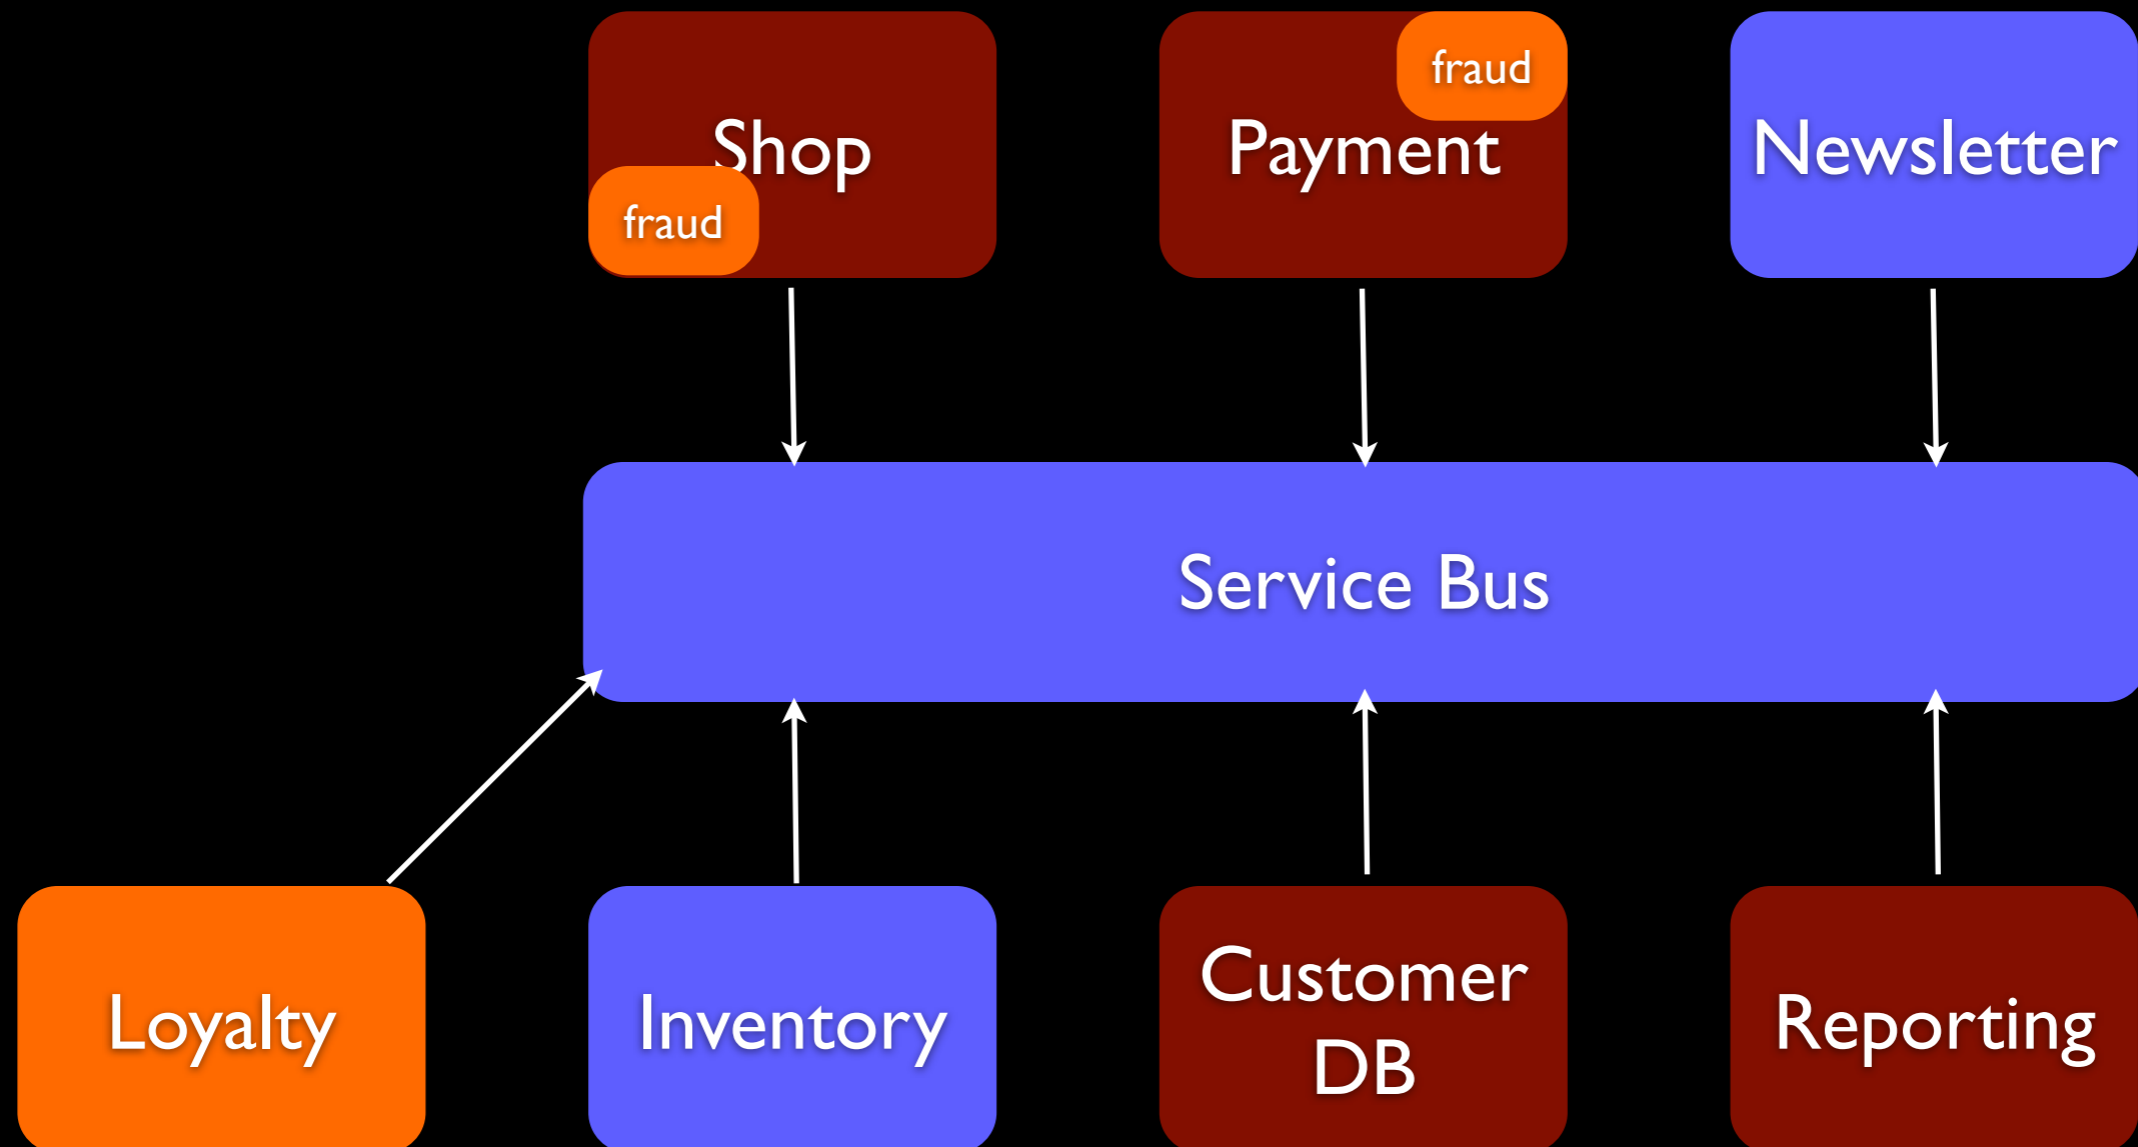 fraud
Shop
Payment
Newsletter
fraud
Service Bus
Loyalty
Inventory
Customer
DB
Reporting